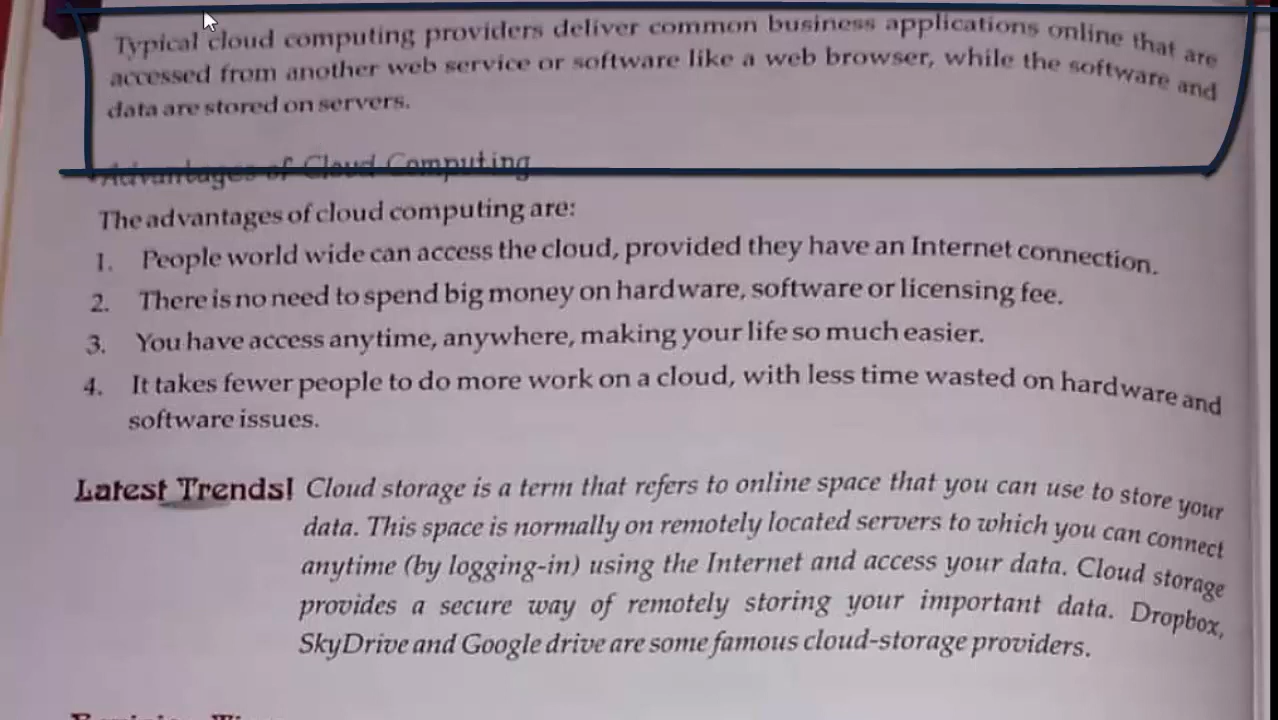 Typical cloud computing providers deliver common business applications online that are
accessed from another web service or software like a web browser, while the software and
data are stored on servers.
Advantages of Cloud Computing
The advantages of cloud computing are:
1. People world wide can access the cloud, provided they have an Internet connection.
2. There is no need to spend big money on hardware, software or licensing fee.
3. You have access anytime, anywhere, making your life so much easier.
4. It takes fewer people to do more work on a cloud, with less time wasted on hardware and
software issues.
Latest Trends! Cloud storage is a term that refers to online space that you can use to store your
data. This space is normally on remotely located servers to which you can connect
anytime (by logging-in) using the Internet and access your data. Cloud storage
provides a secure way of remotely storing your important data. Dropbox,
SkyDrive and Google drive are some famous cloud-storage providers.